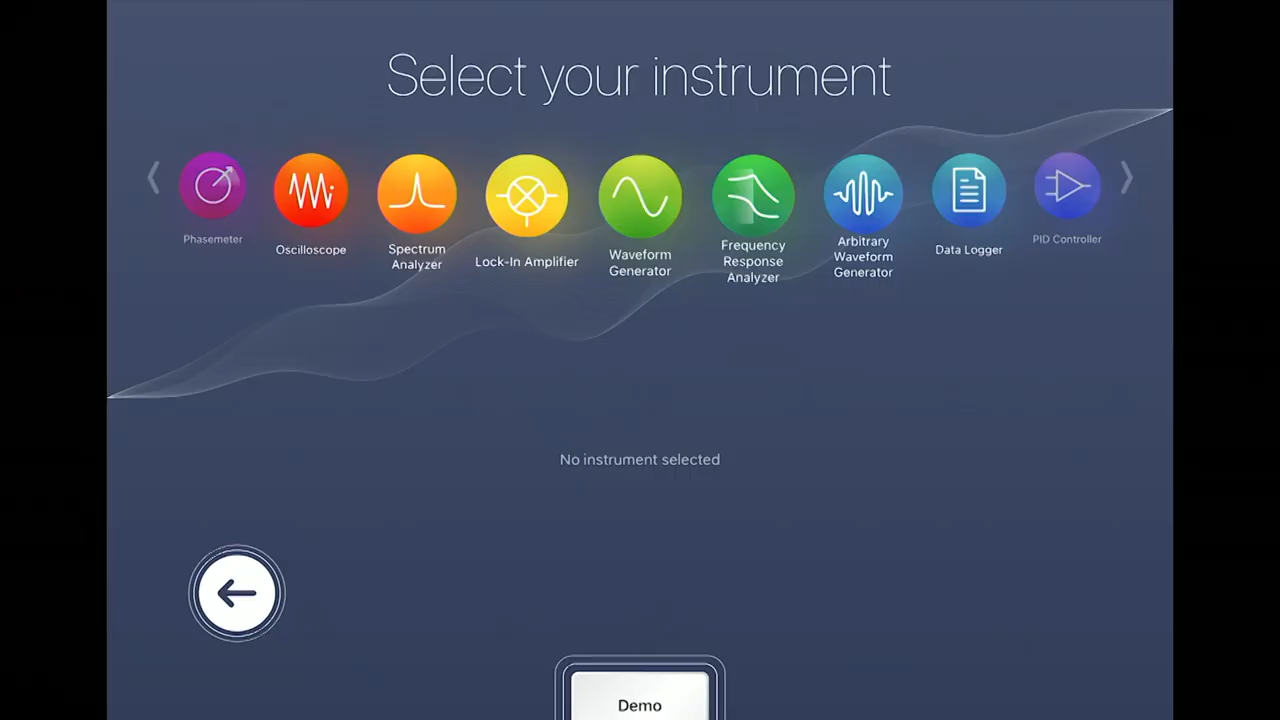 Select your instrument
Phasemeter
Oscilloscope
Spectrum
Analyzer
Lock-In Amplifier
Waveform
Generator
Frequency
Response
Analyzer
Arbitrary
Waveform
Generator
Data Logger
PID Controller
No instrument selected
Demo